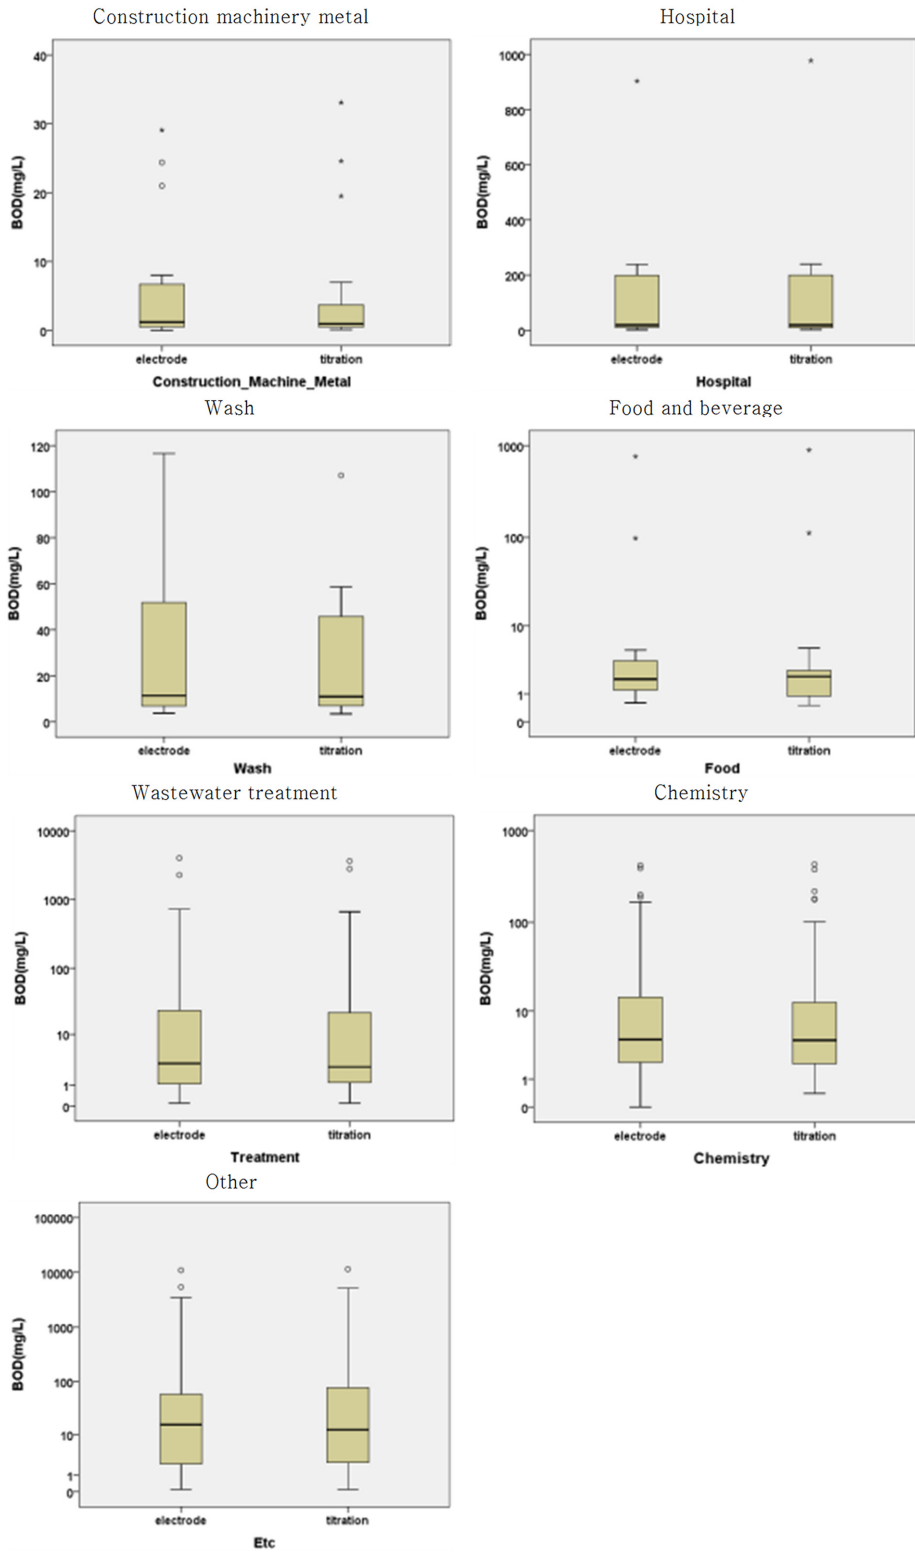 Construction machinery metal
40
30
20
10
0
BOD(mg/L)
electrode
titration
Construction_Machine_Metal
Hospital
1000
800
600
400
200
0
BOD(mg/L)
electrode
titration
Hospital
Wash
120
100
80
60
40
20
0
BOD(mg/L)
electrode
titration
Wash
Food and beverage
1000
100
10
1
0
BOD(mg/L)
electrode
titration
Food
Wastewater treatment
10000
1000
100
10
1
0
BOD(mg/L)
electrode
titration
Treatment
Chemistry
1000
100
10
1
0
BOD(mg/L)
electrode
titration
Chemistry
Other
100000
10000
1000
100
10
1
0
BOD(mg/L)
electrode
titration
Etc